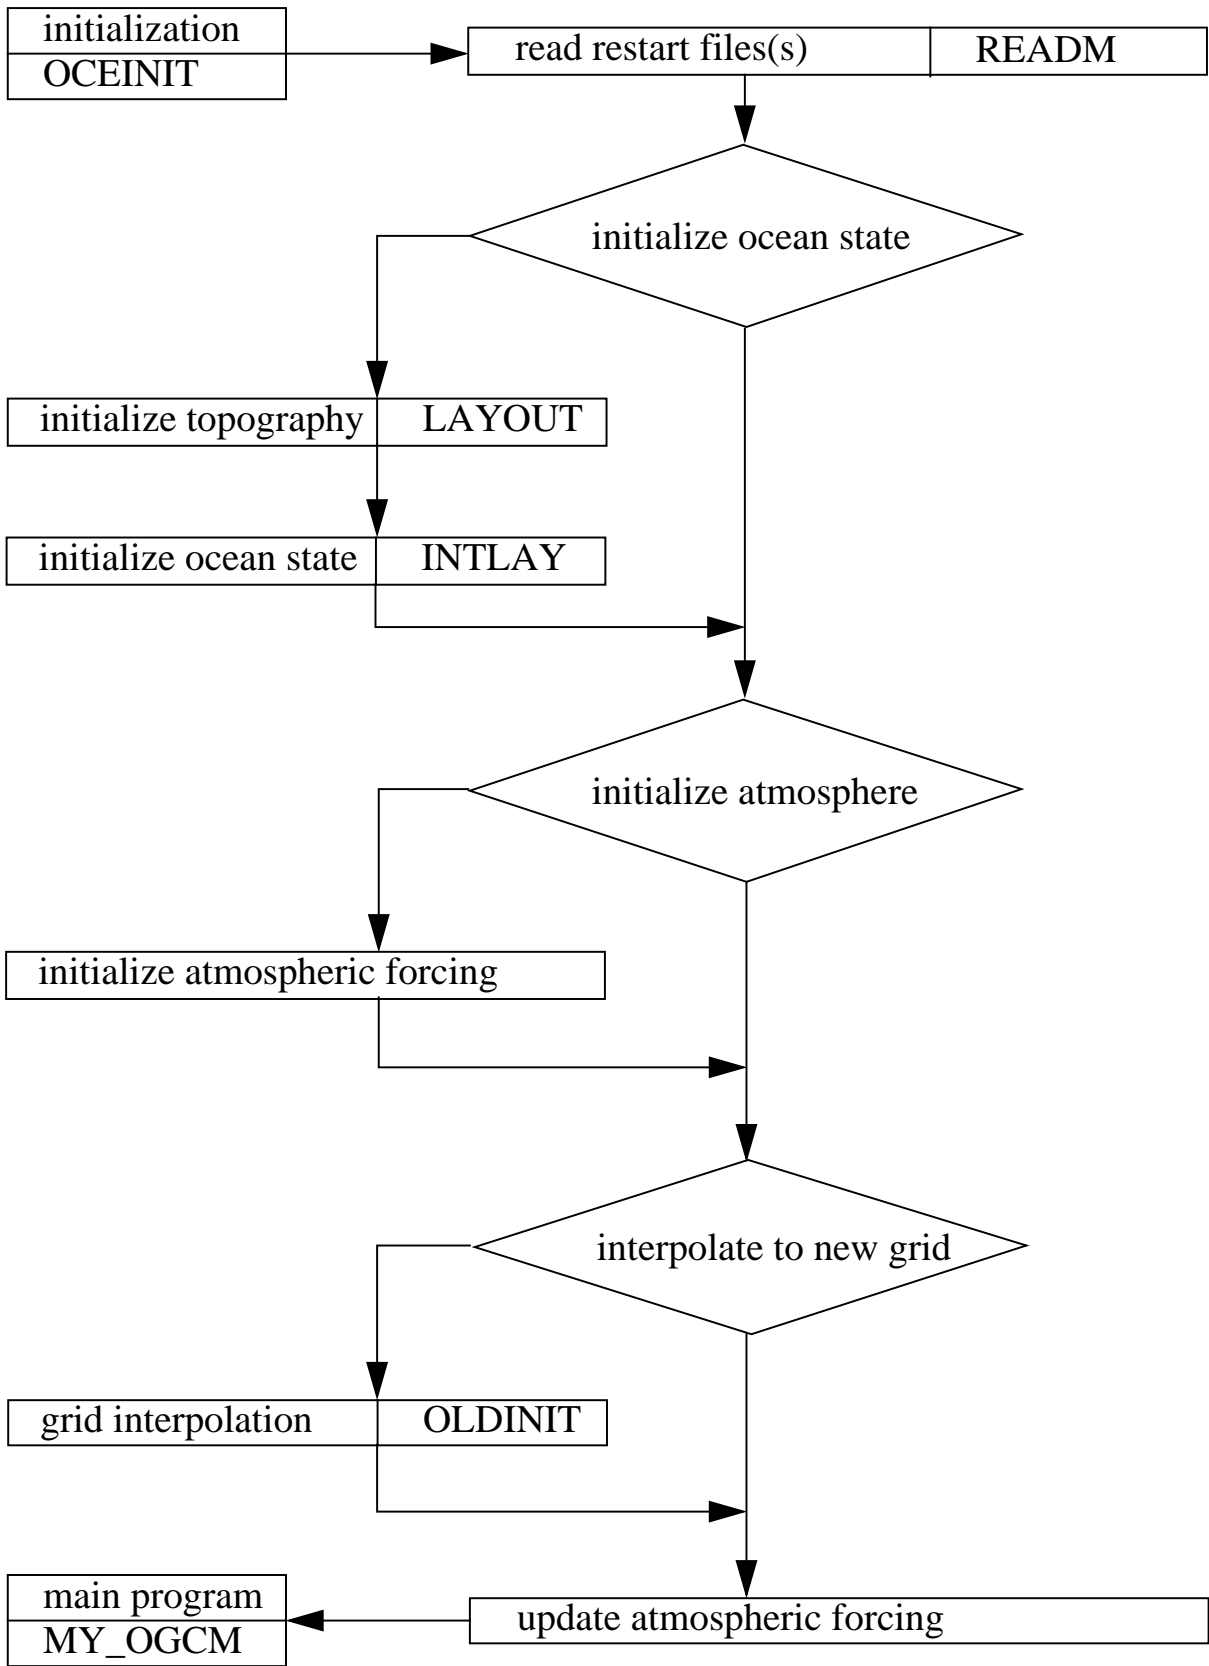 initialization
OCEINIT
read restart files(s) READM
initialize ocean state
initialize topography LAYOUT
initialize ocean state INTLAY
initialize atmosphere
initialize atmospheric forcing
interpolate to new grid
grid interpolation OLDINIT
main program
MY_OGCM
update atmospheric forcing